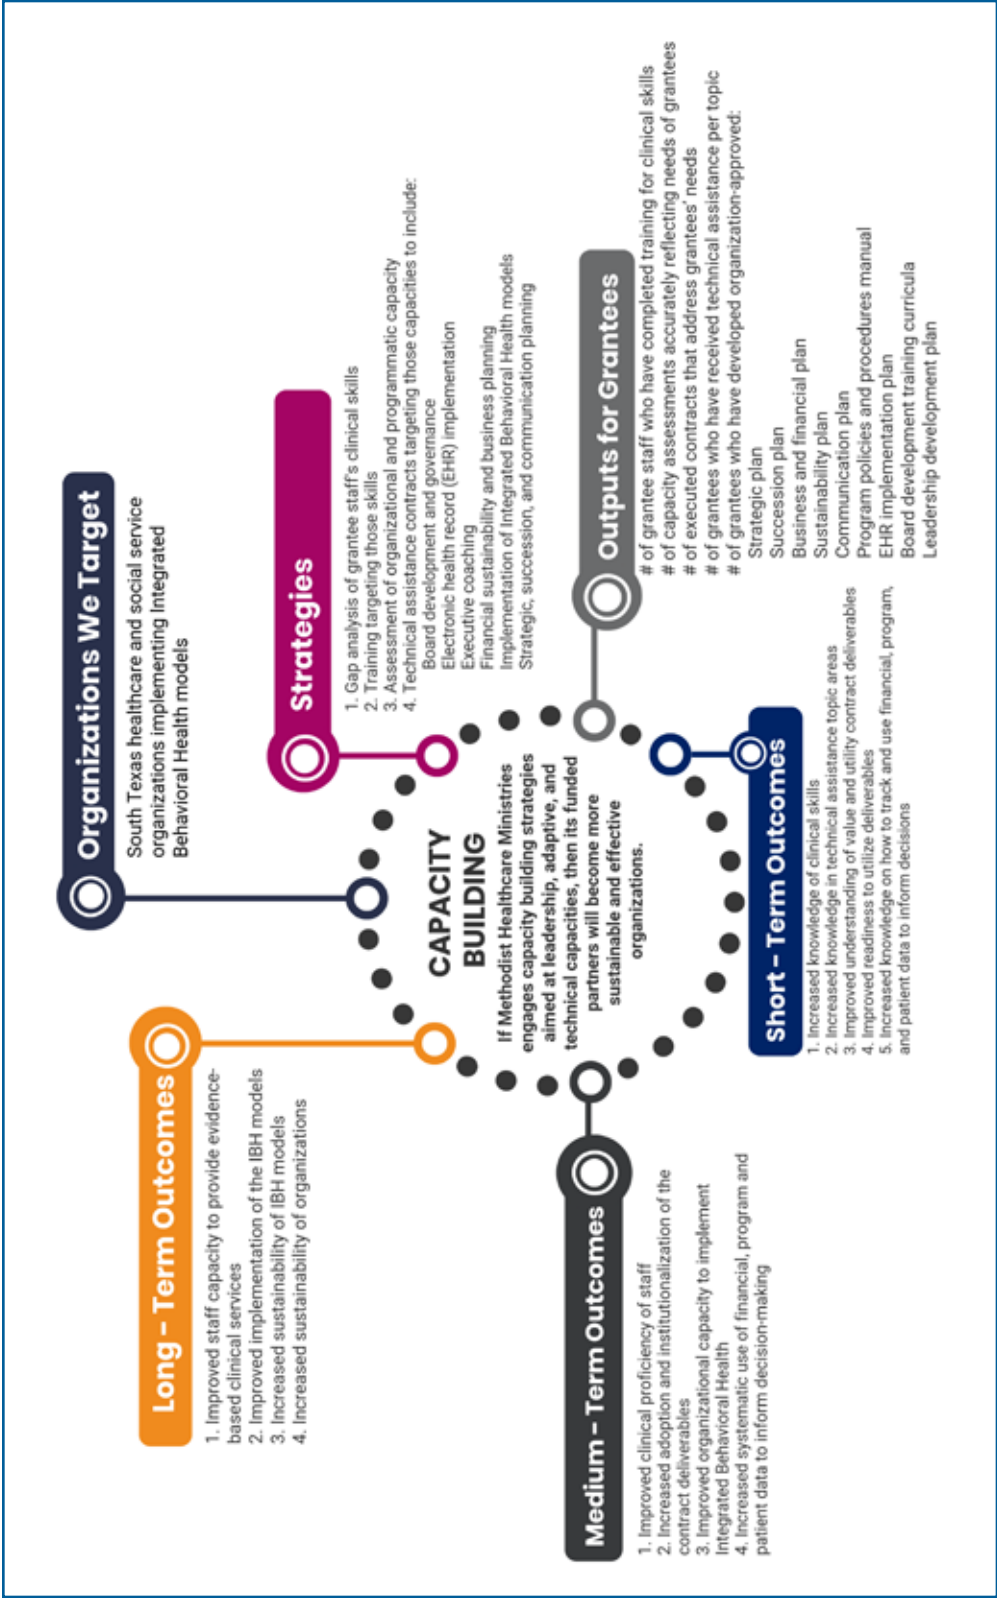 Organizations We Target
South Texas healthcare and social service
organizations implementing Integrated
Behavioral Health models
Strategies
1. Gap analysis of grantee staff's clinical skills
2. Training targeting those skills
3. Assessment of organizational and programmatic capacity
4. Technical assistance contracts targeting those capacities to include:
Board development and governance
Electronic health record (EHR) implementation
Executive coaching
Financial sustainability and business planning
Implementation of Integrated Behavioral Health models
Strategic, succession, and communication planning
Outputs for Grantees
# of grantee staff who have completed training for clinical skills
# of capacity assessments accurately reflecting needs of grantees
# of executed contracts that address grantees' needs
# of grantees who have received technical assistance per topic
# of grantees who have developed organization-approved:
Strategic plan
Succession plan
Business and financial plan
Sustainability plan
Communication plan
Program policies and procedures manual
EHR implementation plan
Board development training curricula
Leadership development plan
Short - Term Outcomes
1. Increased knowledge of clinical skills
2. Increased knowledge in technical assistance topic areas
3. Improved understanding of value and utility contract deliverables
4. Improved readiness to utilize deliverables
5. Increased knowledge on how to track and use financial, program,
and patient data to inform decisions
Medium - Term Outcomes
1. Improved clinical proficiency of staff
2. Increased adoption and institutionalization of the
contract deliverables
3. Improved organizational capacity to implement
Integrated Behavioral Health
4. Increased systematic use of financial, program and
patient data to inform decision-making
Long - Term Outcomes
1. Improved staff capacity to provide evidence-
based clinical services
2. Improved implementation of the IBH models
3. Increased sustainability of IBH models
4. Increased sustainability of organizations
CAPACITY
BUILDING
If Methodist Healthcare Ministries
engages capacity building strategies
aimed at leadership, adaptive, and
technical capacities, then its funded
partners will become more
sustainable and effective
organizations.